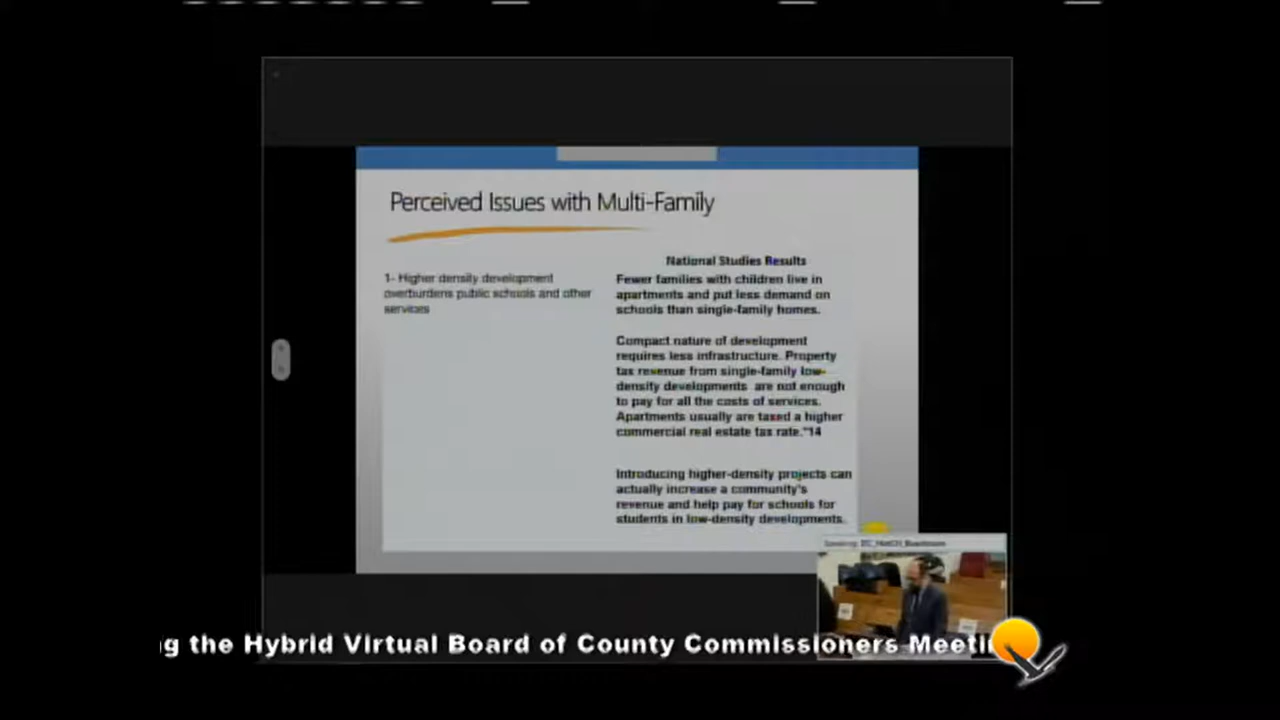 Perceived Issues with Multi-Family
1- Higher density development
overburdens public schools and other
services
National Studies Results
Fewer families with children live in
apartments and put less demand on
schools than single-family homes.
Compact nature of development
requires less infrastructure. Property
tax revenue from single-family low-
density developments are not enough
to pay for all the costs of services.
Apartments usually are taxed a higher
commercial real estate tax rate."14
Introducing higher-density projects can
actually increase a community's
revenue and help pay for schools for
students in low-density developments.
Speaking:
g the Hybrid Virtual Board of County Commissioners Meetin